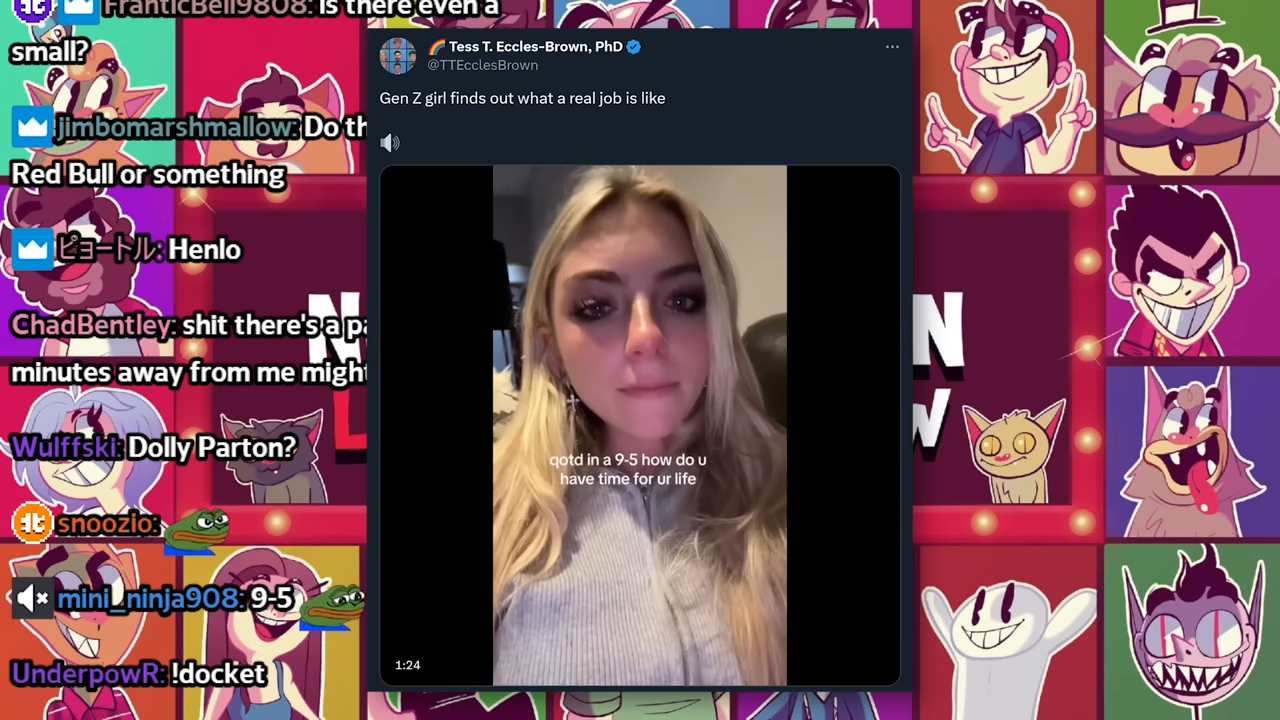 FranticBell9808: Is there even a
small?
jimbomarshmallow: Do th
Red Bull or something
ピョートル: Henlo
ChadBentley: shit there's a pa
minutes away from me might
Wulffski: Dolly Parton?
snoozio:
mini_ninja908: 9-5
UnderpowR: !docket
🌈 Tess T. Eccles-Brown, PhD
@TTEcclesBrown
Gen Z girl finds out what a real job is like
qotd in a 9-5 how do u
have time for ur life
1:24
N
N
W